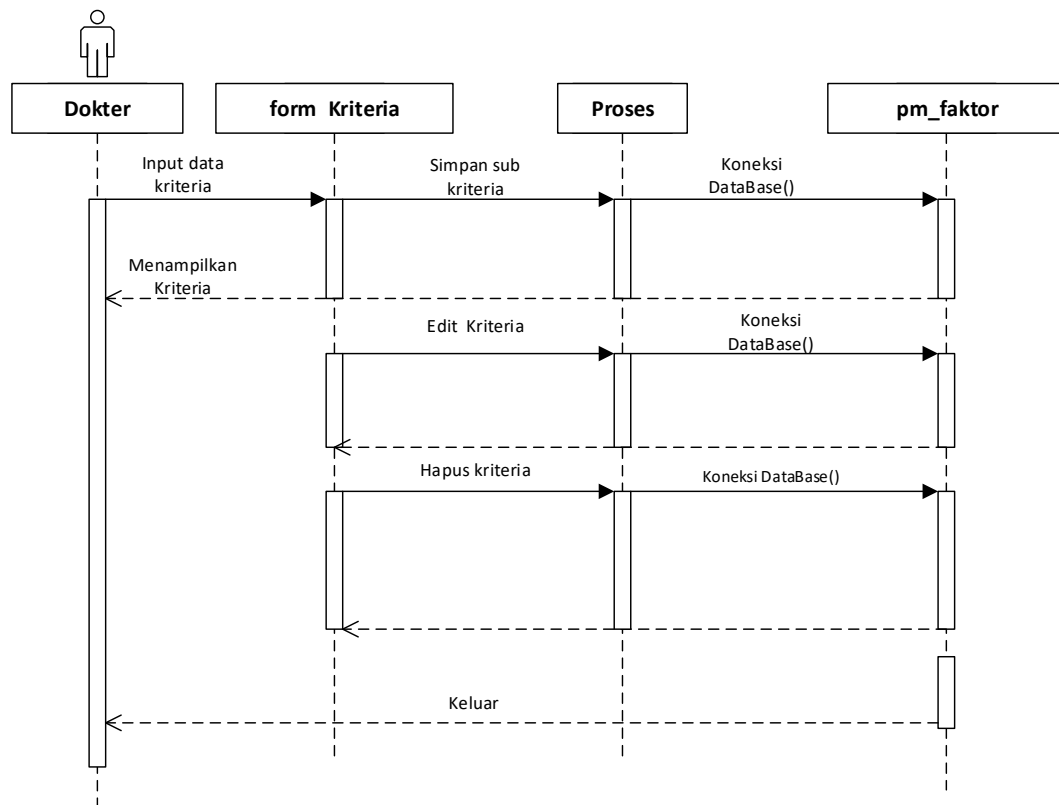 Dokter
form Kriteria
Proses
pm_faktor
Input data
kriteria
Simpan sub
kriteria
Koneksi
DataBase()
Menampilkan
Kriteria
Edit Kriteria
Koneksi
DataBase()
Hapus kriteria
Koneksi DataBase()
Keluar